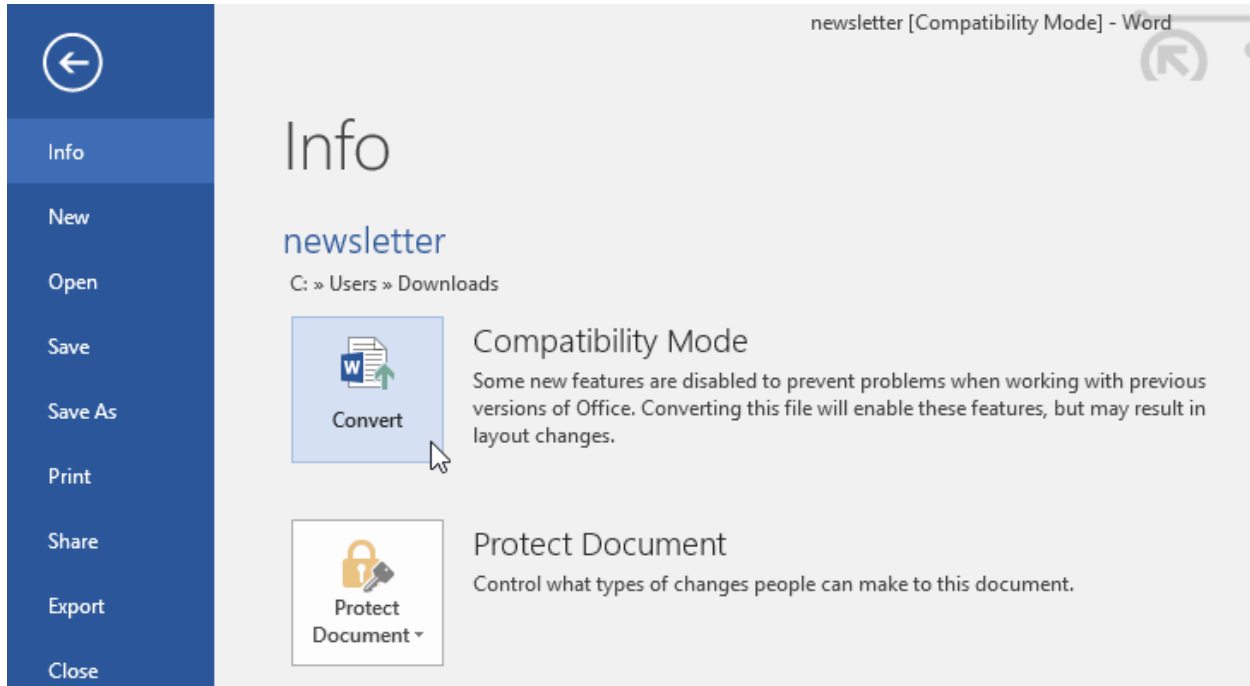 newsletter [Compatibility Mode] - Word
Info
New
Open
Save
Save As
Print
Share
Export
Close
Info
newsletter
C: » Users » Downloads
W
Convert
Compatibility Mode
Some new features are disabled to prevent problems when working with previous
versions of Office. Converting this file will enable these features, but may result in
layout changes.
Protect
Document
Protect Document
Control what types of changes people can make to this document.